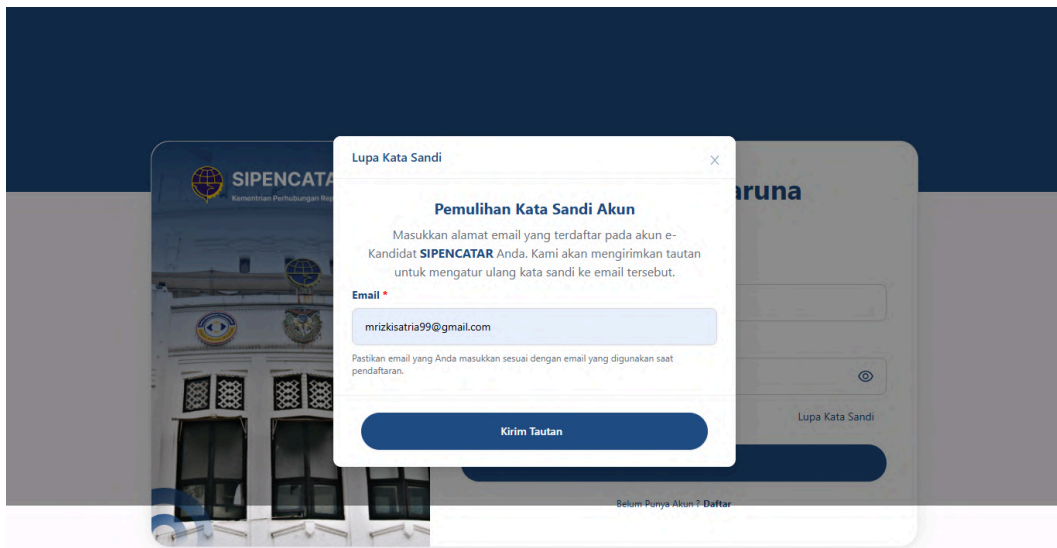 SIPENCATA
Kementrian Perhubungan Rep
aruna
Lupa Kata Sandi
X
Pemulihan Kata Sandi Akun
Masukkan alamat email yang terdaftar pada akun e-
Kandidat SIPENCATAR Anda. Kami akan mengirimkan tautan
untuk mengatur ulang kata sandi ke email tersebut.
Email *
mrizkisatria99@gmail.com
Pastikan email yang Anda masukkan sesuai dengan email yang digunakan saat
pendaftaran.
Kirim Tautan
Lupa Kata Sandi
Belum Punya Akun ? Daftar